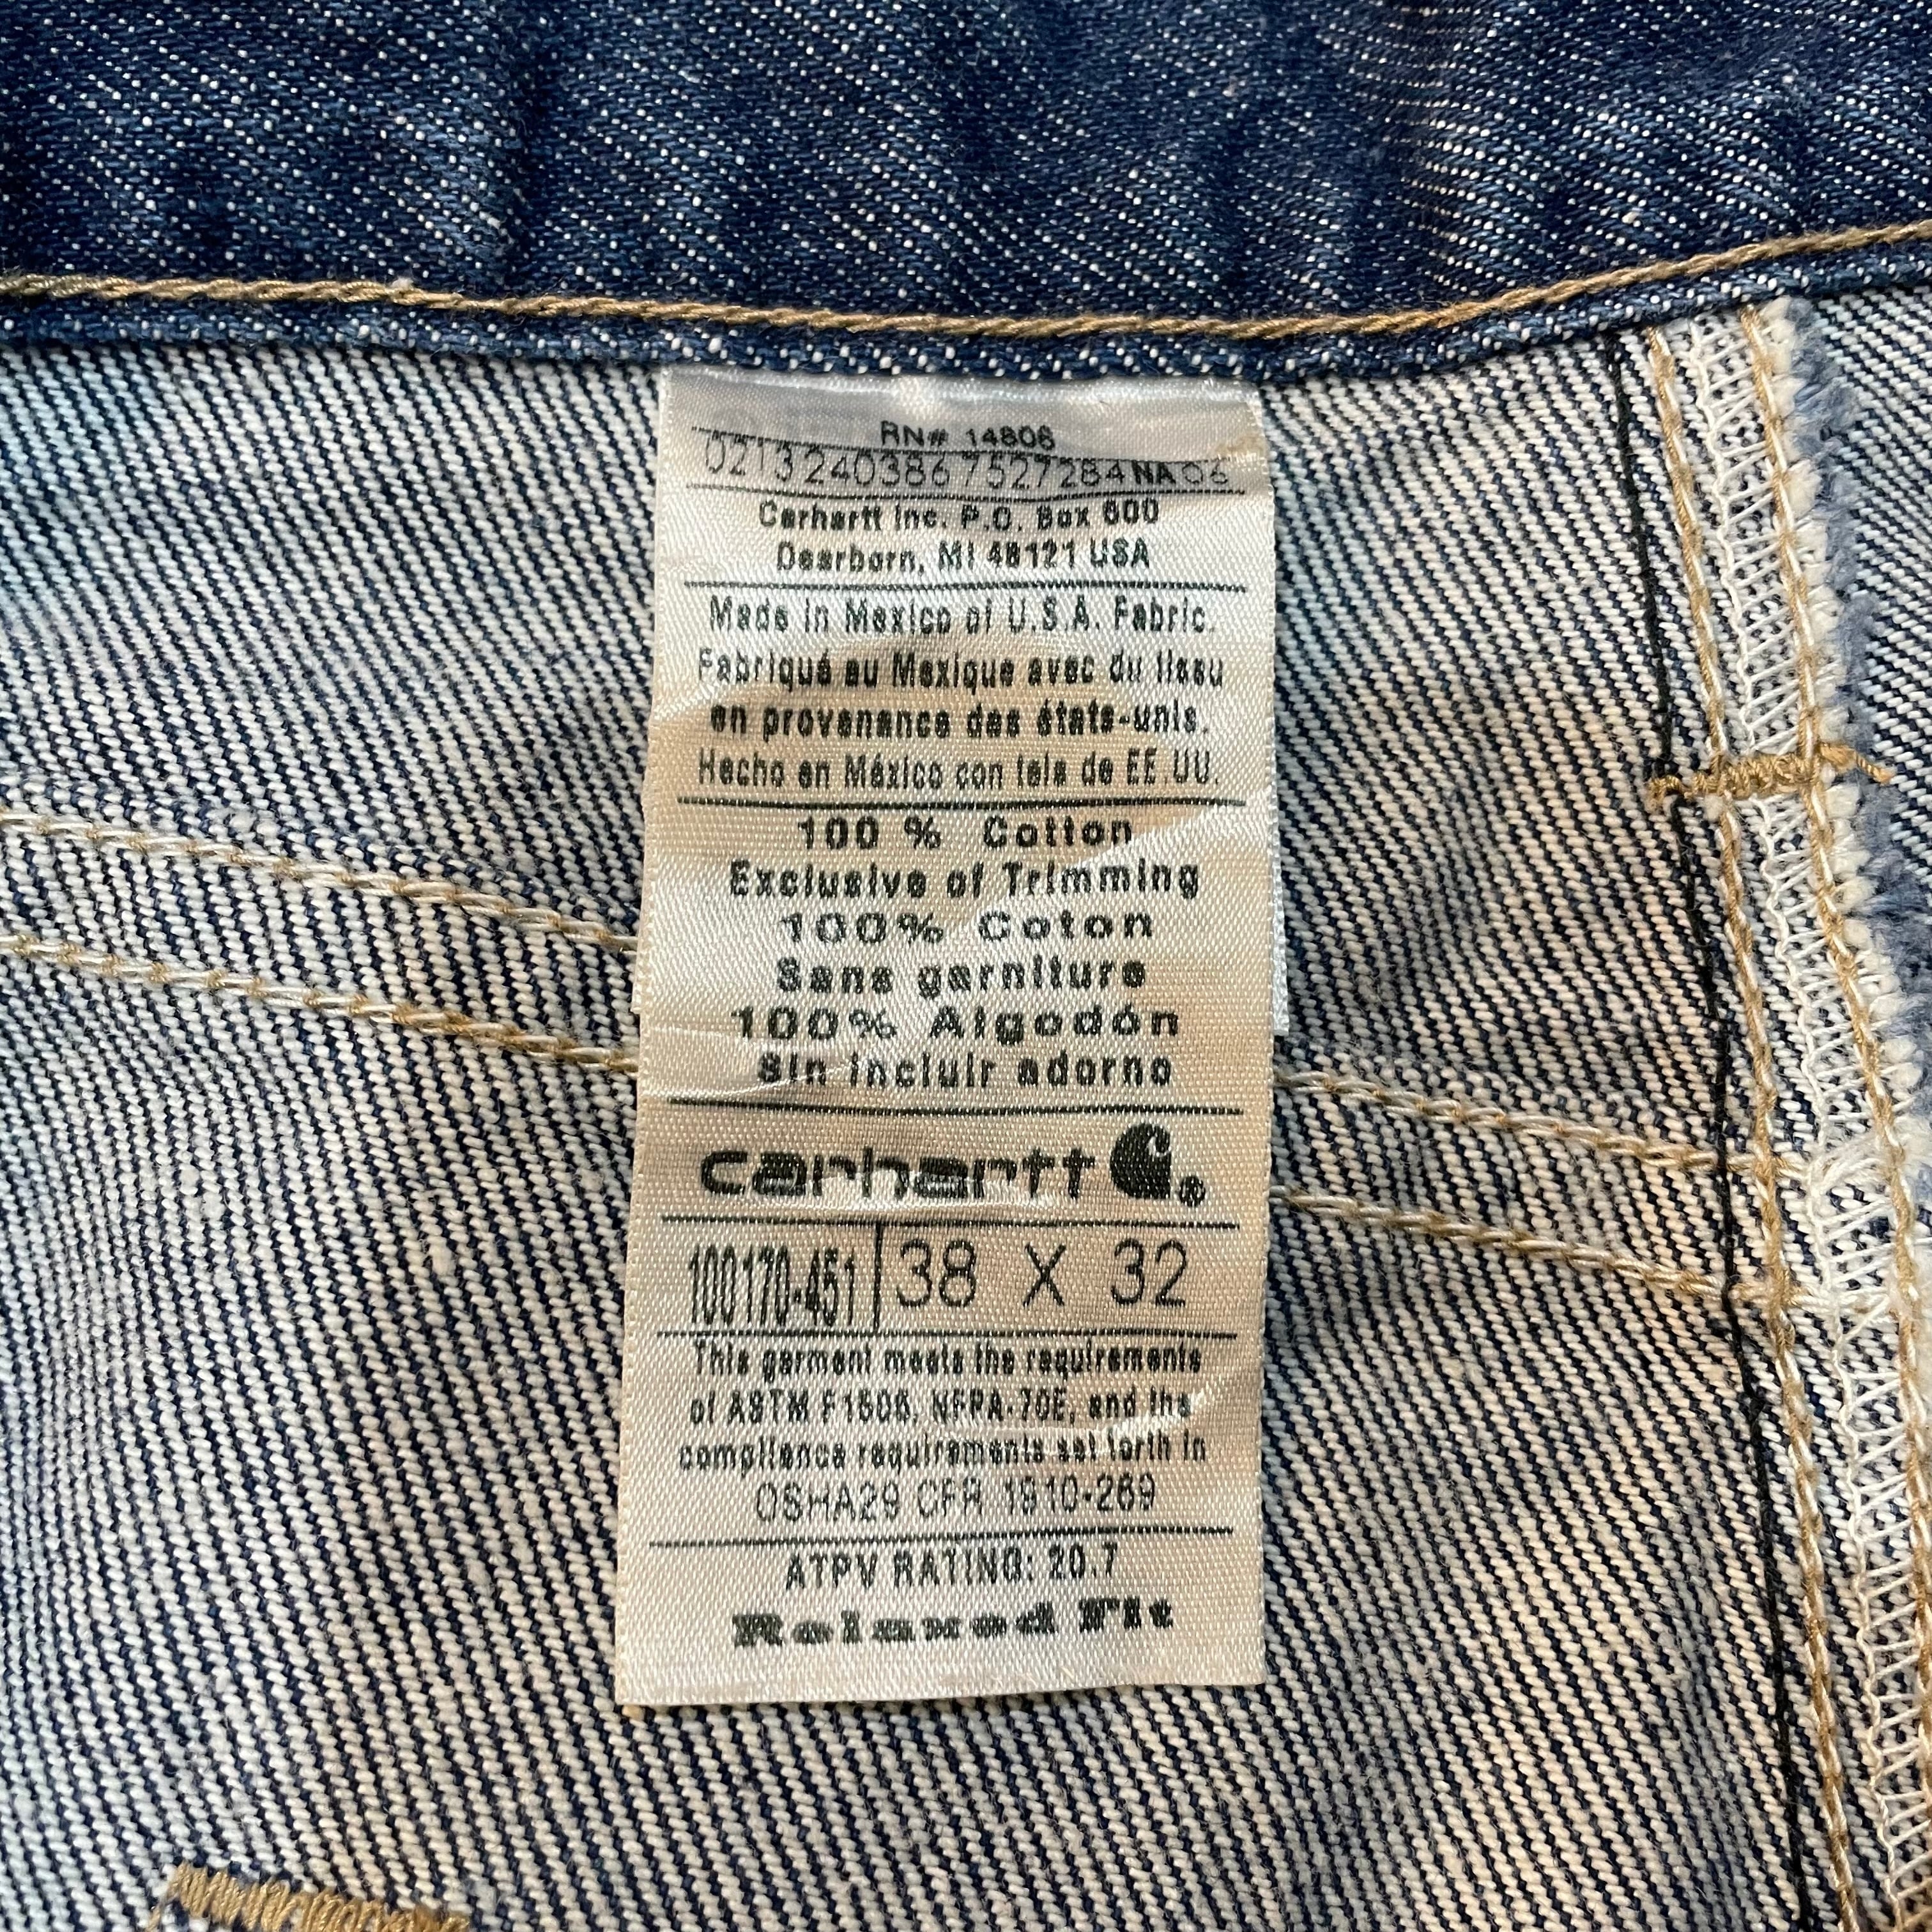 RN# 14806
0213240386 7527284 NA 06
Carhartt Inc. P.O. Box 600
Dearborn, MI 48121 USA
Made in Mexico of U.S.A. Fabric.
Fabriqué au Mexique avec du tissu
en provenance des états-unis.
Hecho en México con tela de EE.UU.
100 % Cotton
Exclusive of Trimming
100% Coton
Sans garniture
100% Algodón
Sin incluir adorno
carhartt ®
100170-451 38 X 32
This garment meets the requirements
of ASTM F1506, NFPA-70E, and the
compliance requirements set forth in
OSHA29 CFR 1910-269
ATPV RATING: 20.7
Relaxed Fit